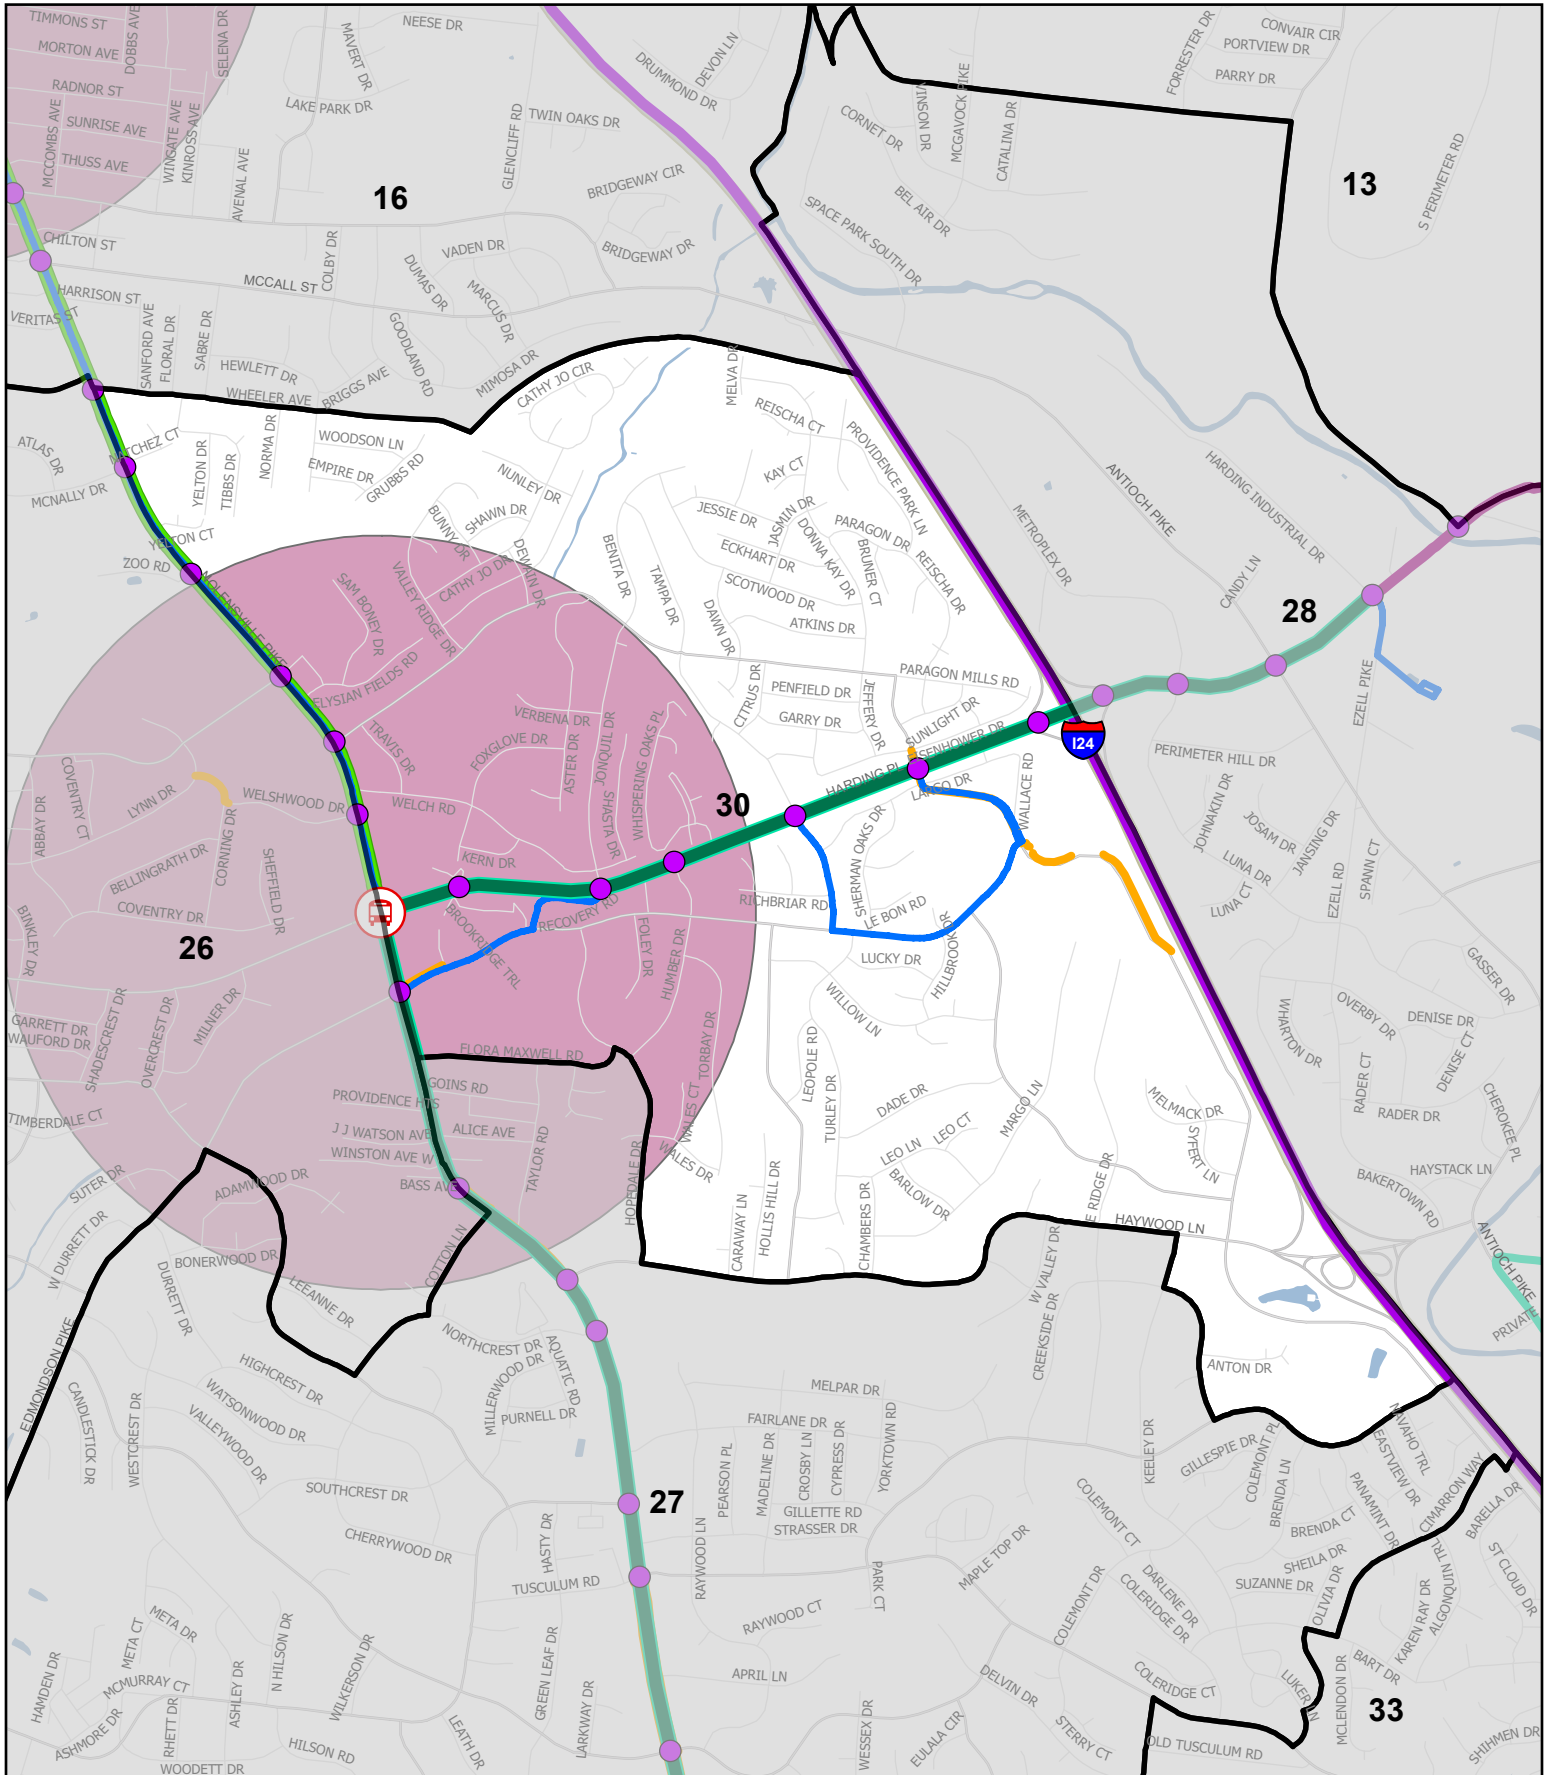 TIMMONS ST
DOBBS AVE
SELENA DR
NEESE DR
MORTON AVE
MAVERT DR
RADNOR ST
LAKE PARK DR
MCCOMBS AVE
SUNRISE AVE
WINGATE AVE
KINROSS AVE
THUSS AVE
AVENAL AVE
GLENCLIFF RD
TWIN OAKS DR
DRUMMOND DR
DEVON LN
BRIDGEWAY CIR
16
CHILTON ST
COLBY DR
VADEN DR
BRIDGEWAY DR
MCCALL ST
DUMAS DR
MARCUS DR
HARRISON ST
VERITAS ST
SANFORD AVE
FLORAL DR
SABRE DR
GOODLAND RD
HEWLETT DR
WHEELER AVE
BRIGGS AVE
MIMOSA DR
CONVAIR CIR
PORTVIEW DR
FORRESTER DR
PARRY DR
CORNET DR
VINSON DR
MCGAVOCK PIKE
CATALINA DR
BEL AIR DR
SPACE PARK SOUTH DR
13
S PERIMETER RD
CATHY JO CIR
MELVA DR
REISCHA CT
PROVIDENCE PARK LN
ATLAS DR
NATCHEZ CT
MCNALLY DR
YELTON DR
TIBBS DR
NORMA DR
WOODSON LN
EMPIRE DR
GRUBBS RD
NUNLEY DR
KAY CT
JESSIE DR
JASMIN DR
PARAGON DR
DONNA KAY DR
BUNNY DR
SHAWN DR
YELTON CT
ZOO RD
DEWAIN DR
BENITA DR
ECKHART DR
BRUNER CT
REISCHA DR
CATHY JO DR
VALLEY RIDGE DR
SAM BONEY DR
TAMPA DR
SCOTWOOD DR
DAWN DR
ATKINS DR
NOLENSVILLE PIKE
ANTIOCH PIKE
HARDING INDUSTRIAL DR
METROPLEX DR
CANDY LN
28
ELYSIAN FIELDS RD
CITRUS DR
PENFIELD DR
PARAGON MILLS RD
GARRY DR
JEFFERY DR
SUNLIGHT DR
EZELL PIKE
TRAVIS DR
VERBENA DR
FOXGLOVE DR
ASTER DR
JONQUIL DR
WHISPERING OAKS PL
I24
PERIMETER HILL DR
COVENTRY CT
LYNN DR
WELSHWOOD DR
WELCH RD
SHASTA DR
30
HARDING PL
LARGO DR
WALLACE RD
ABBAY DR
CORNING DR
BELLINGRATH DR
SHEFFIELD DR
KERN DR
SHERMAN OAKS DR
JOHNAKIN DR
JOSAM DR
JANSING DR
LUNA DR
SPANN CT
EZELL RD
LUNA CT
COVENTRY DR
BINKLEY DR
26
BROOKRIDGE TRL
RECOVERY RD
RICHBRIAR RD
LE BON RD
HILLBROOK DR
FOLEY DR
HUMBER DR
LUCKY DR
WILLOW LN
GASSER DR
GARRETT DR
WAUFORD DR
SHADESCREST DR
OVERCREST DR
MILNER DR
FLORA MAXWELL RD
TORBAY DR
LEOPOLE RD
TURLEY DR
WHARTON DR
OVERBY DR
DENISE DR
DENISE CT
RADER CT
RADER DR
CHEROKEE PL
GOINS RD
PROVIDENCE HTS
TIMBERDALE CT
J J WATSON AVE
ALICE AVE
WINSTON AVE W
TAYLOR RD
WALES CT
WALES DR
HOPEDALE DR
DADE DR
LEO LN
LEO CT
MARGO LN
MELMACK DR
SYFERT LN
SUTER DR
ADAMWOOD DR
BASS AVE
CARAWAY LN
HOLLIS HILL DR
CHAMBERS DR
BARLOW DR
E RIDGE DR
HAYSTACK LN
BAKERTOWN RD
HAYWOOD LN
W DURRETT DR
BONERWOOD DR
COTTON LN
DURRETT DR
LEEANNE DR
W VALLEY DR
CREEKSIDE DR
ANTIOCH PIKE
PRIVATE
EDMONDSON PIKE
NORTHCREST DR
AQUATIC RD
MILLERWOOD DR
HIGHCREST DR
ANTON DR
CANDLESTICK DR
WESTCREST DR
WATSONWOOD DR
VALLEYWOOD DR
PURNELL DR
MELPAR DR
FAIRLANE DR
YORKTOWN RD
PEARSON PL
MADELINE DR
CROSBY LN
CYPRESS DR
KEELEY DR
GILLESPIE DR
COLEMONT PL
BRENDA LN
NAVAHO TRL
EASTVIEW DR
PANAMINT DR
CIMARRON WAY
BARELLA DR
SOUTHCREST DR
27
GILLETTE RD
STRASSER DR
COLEMONT CT
BRENDA CT
CHERRYWOOD DR
HASTY DR
RAYWOOD LN
MAPLE TOP DR
SHEILA DR
SUZANNE DR
OLIVIA DR
ALGONQUIN TRL
KAREN RAY DR
ST CLOUD DR
TUSCULUM RD
PARK CT
DARLENE DR
COLERIDGE DR
COLEMONT DR
RAYWOOD CT
META DR
META CT
N HILSON DR
WILKERSON DR
GREEN LEAF DR
APRIL LN
DELVIN DR
COLERIDGE CT
BART DR
LUKER LN
MCLENDON DR
33
HAMDEN DR
MCMURRAY CT
ASHLEY DR
RHETT DR
ASHMORE DR
LARKWAY DR
LEATH DR
HILSON RD
WOODETT DR
WESSEX DR
EULALA CIR
STERRY CT
OLD TUSCULUM RD
SHIHMEN DR